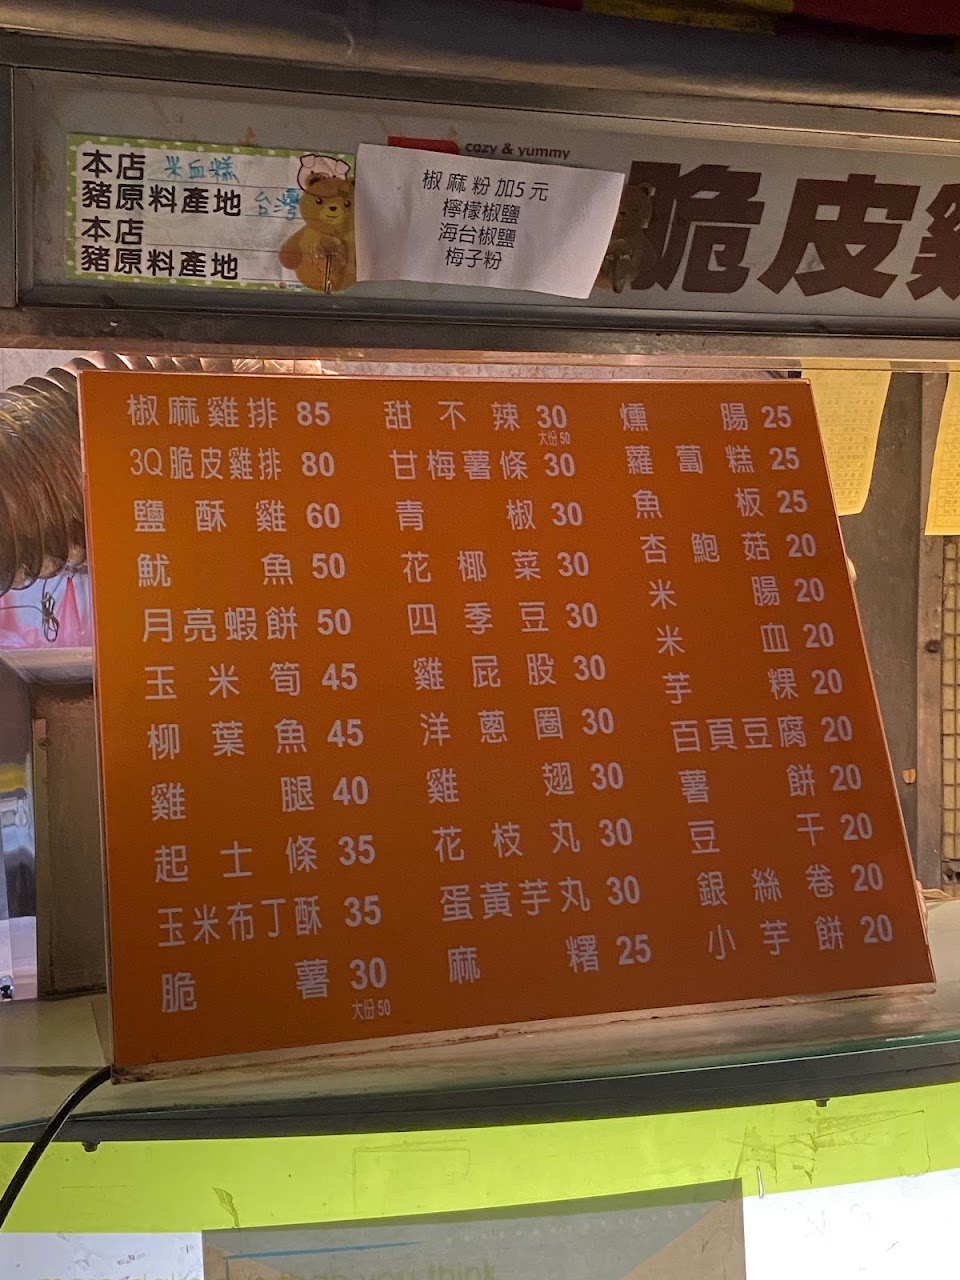 cozy & yummy
本店 米血糕
豬原料產地 台灣
本店
豬原料產地
椒麻粉加5元
檸檬椒鹽
海台椒鹽
梅子粉
脆皮雞
椒麻雞排 85
3Q脆皮雞排 80
鹽酥雞 60
魷魚 50
月亮蝦餅 50
玉米筍 45
柳葉魚 45
雞腿 40
起士條 35
玉米布丁酥 35
脆薯 30
大份50
甜不辣 30
大份50
甘梅薯條 30
青椒 30
花椰菜 30
四季豆 30
雞屁股 30
洋蔥圈 30
雞翅 30
花枝丸 30
蛋黃芋丸 30
麻糬 25
燻腸 25
蘿蔔糕 25
魚板 25
杏鮑菇 20
米腸 20
米血 20
芋粿 20
百頁豆腐 20
薯餅 20
豆干 20
銀絲卷 20
小芋餅 20